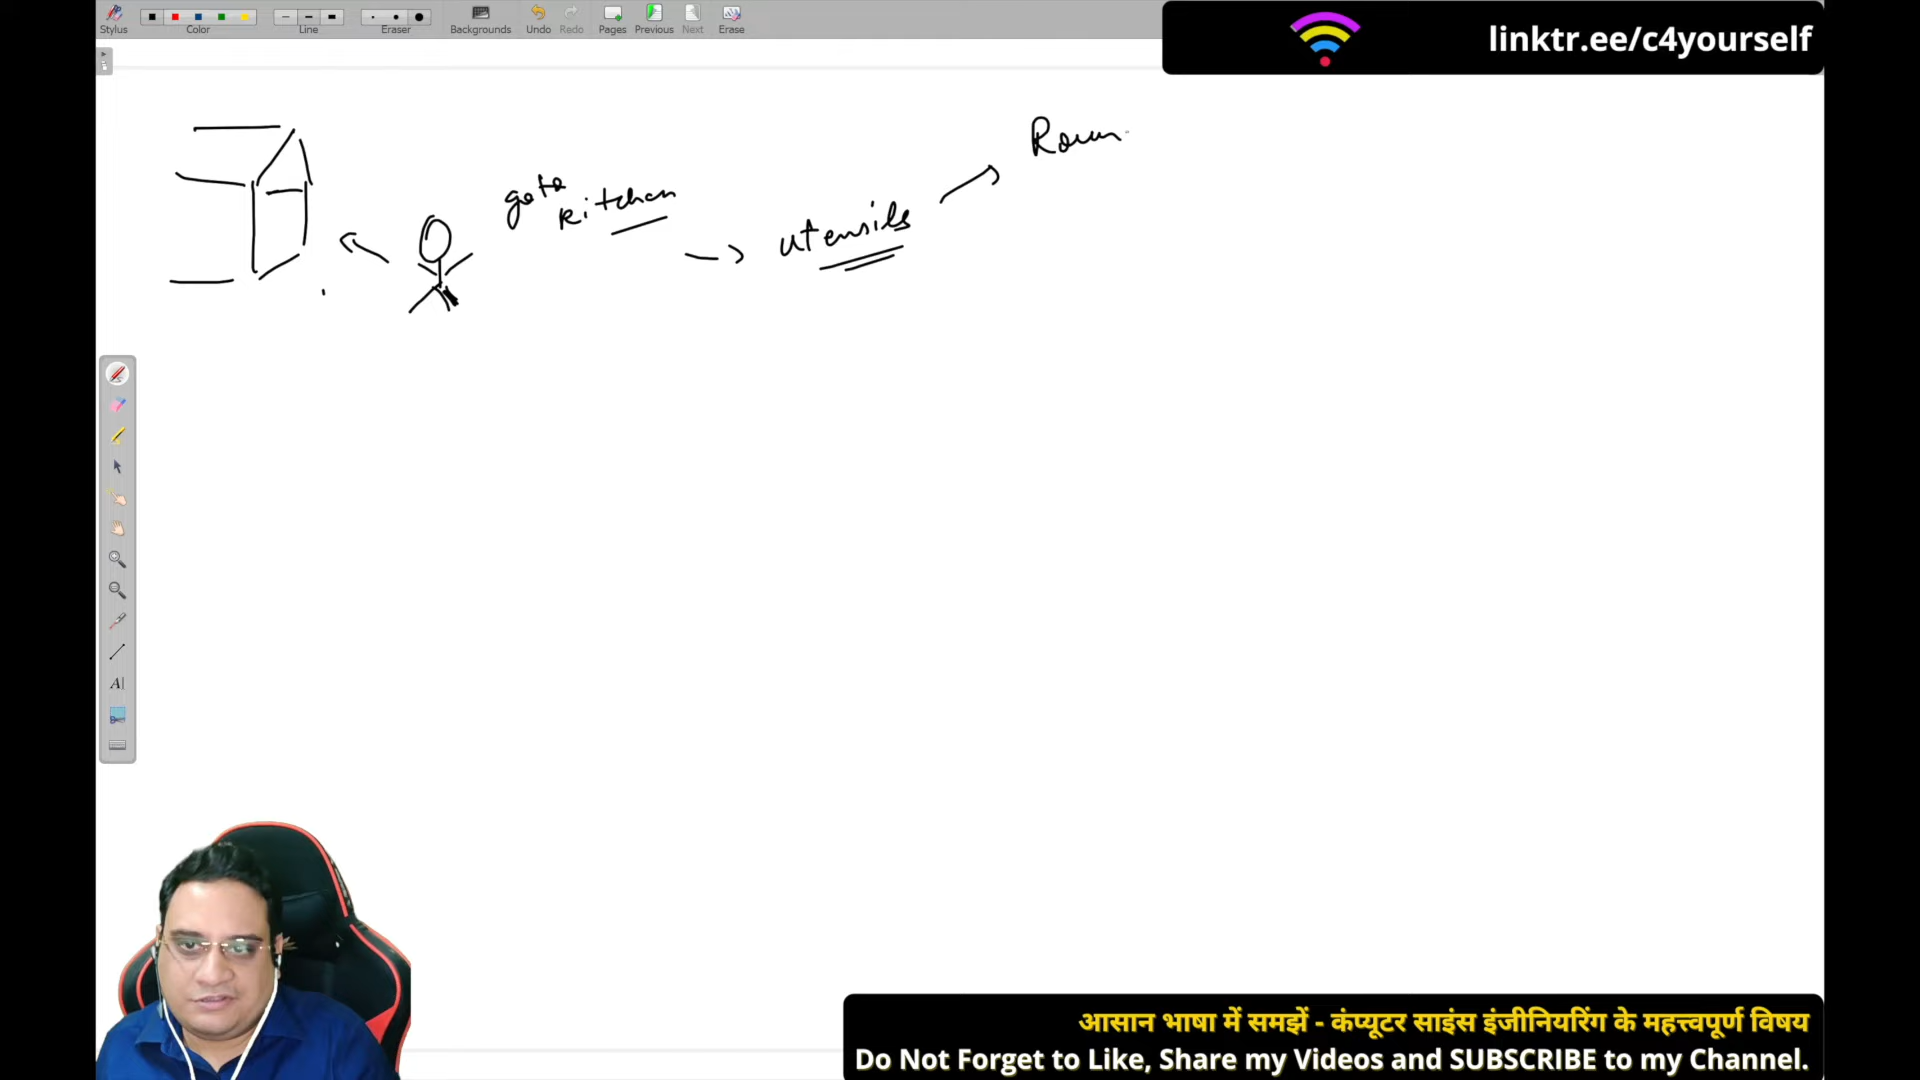 Stylus
Color
Line
Eraser
Backgrounds
Undo
Redo
Pages
Previous
Next
Erase
linktr.ee/c4yourself
go to
kitchen
utensils
A|
आसान भाषा में समझें - कंप्यूटर साइंस इंजीनियरिंग के महत्त्वपूर्ण विषय
Do Not Forget to Like, Share my Videos and SUBSCRIBE to my Channel.